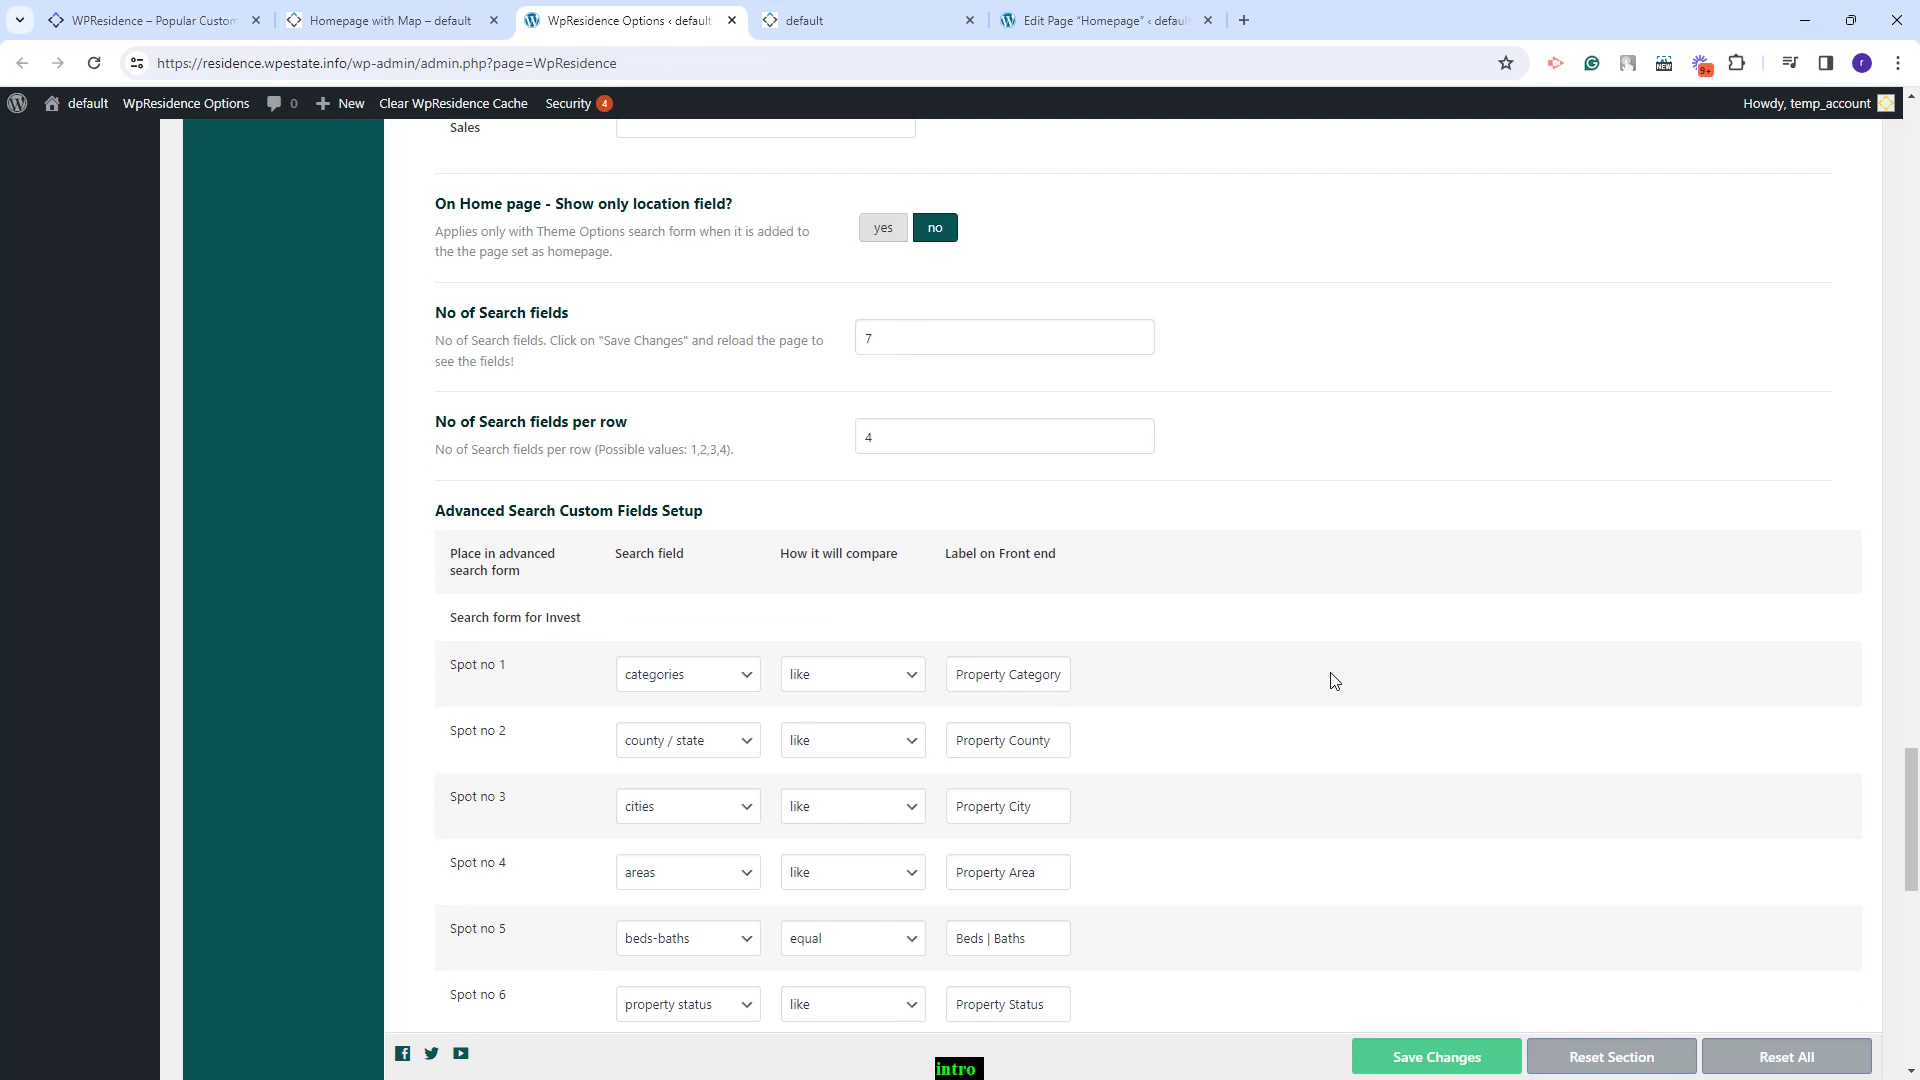 WPResidence – Popular Custom
Homepage with Map – default
WpResidence Options ‹ default
default
Edit Page “Homepage” ‹ default
https://residence.wpestate.info/wp-admin/admin.php?page=WpResidence
NEW
9+
r
default
WpResidence Options
0
New
Clear WpResidence Cache
Security 4
Howdy, temp_account
Sales
On Home page - Show only location field?
Applies only with Theme Options search form when it is added to
the the page set as homepage.
yes
no
No of Search fields
No of Search fields. Click on "Save Changes" and reload the page to
see the fields!
7
No of Search fields per row
No of Search fields per row (Possible values: 1,2,3,4).
4
Advanced Search Custom Fields Setup
Place in advanced
search form
Search field
How it will compare
Label on Front end
Search form for Invest
Spot no 1
categories
like
Property Category
Spot no 2
county / state
like
Property County
Spot no 3
cities
like
Property City
Spot no 4
areas
like
Property Area
Spot no 5
beds-baths
equal
Beds | Baths
Spot no 6
property status
like
Property Status
intro
Save Changes
Reset Section
Reset All